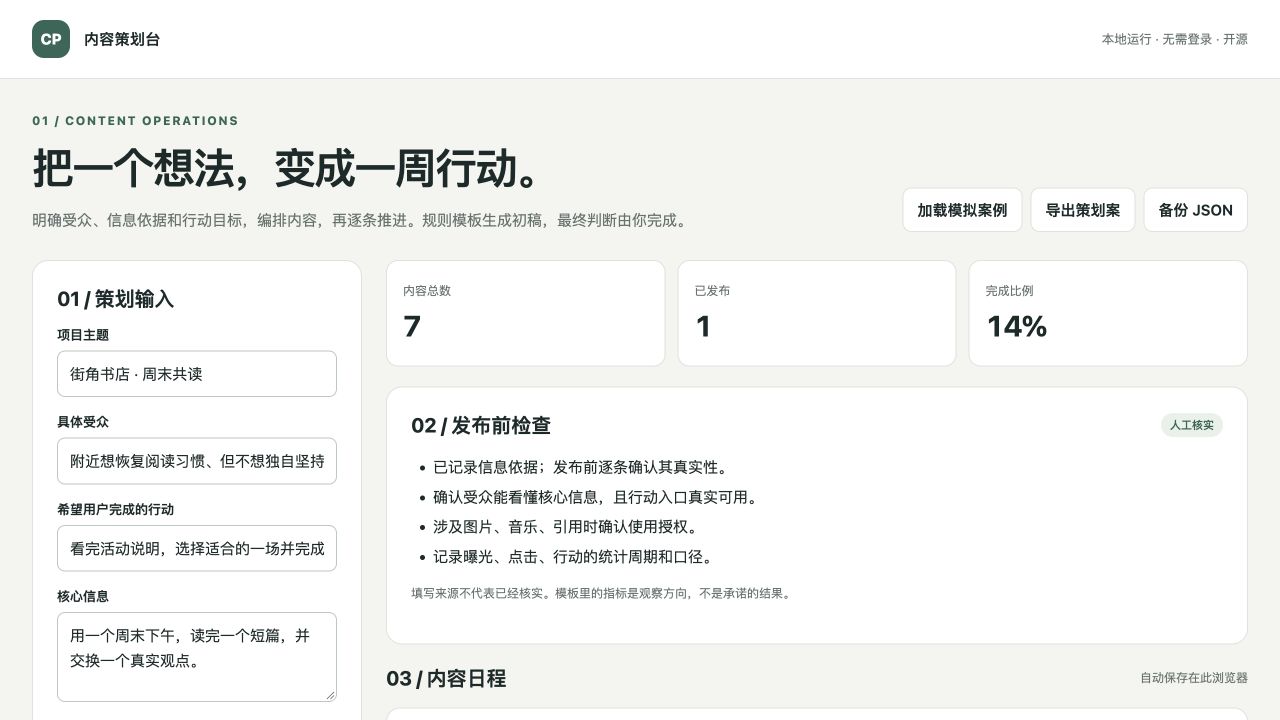 CP
内容策划台
本地运行 · 无需登录 · 开源
01 / CONTENT OPERATIONS
把一个想法，变成一周行动。
明确受众、信息依据和行动目标，编排内容，再逐条推进。规则模板生成初稿，最终判断由你完成。
加载模拟案例
导出策划案
备份 JSON
01 / 策划输入
项目主题
街角书店 · 周末共读
具体受众
附近想恢复阅读习惯、但不想独自坚持
希望用户完成的行动
看完活动说明，选择适合的一场并完成
核心信息
用一个周末下午，读完一个短篇，并
交换一个真实观点。
内容总数
7
已发布
1
完成比例
14%
02 / 发布前检查
人工核实
已记录信息依据；发布前逐条确认其真实性。
确认受众能看懂核心信息，且行动入口真实可用。
涉及图片、音乐、引用时确认使用授权。
记录曝光、点击、行动的统计周期和口径。
填写来源不代表已经核实。模板里的指标是观察方向，不是承诺的结果。
03 / 内容日程
自动保存在此浏览器